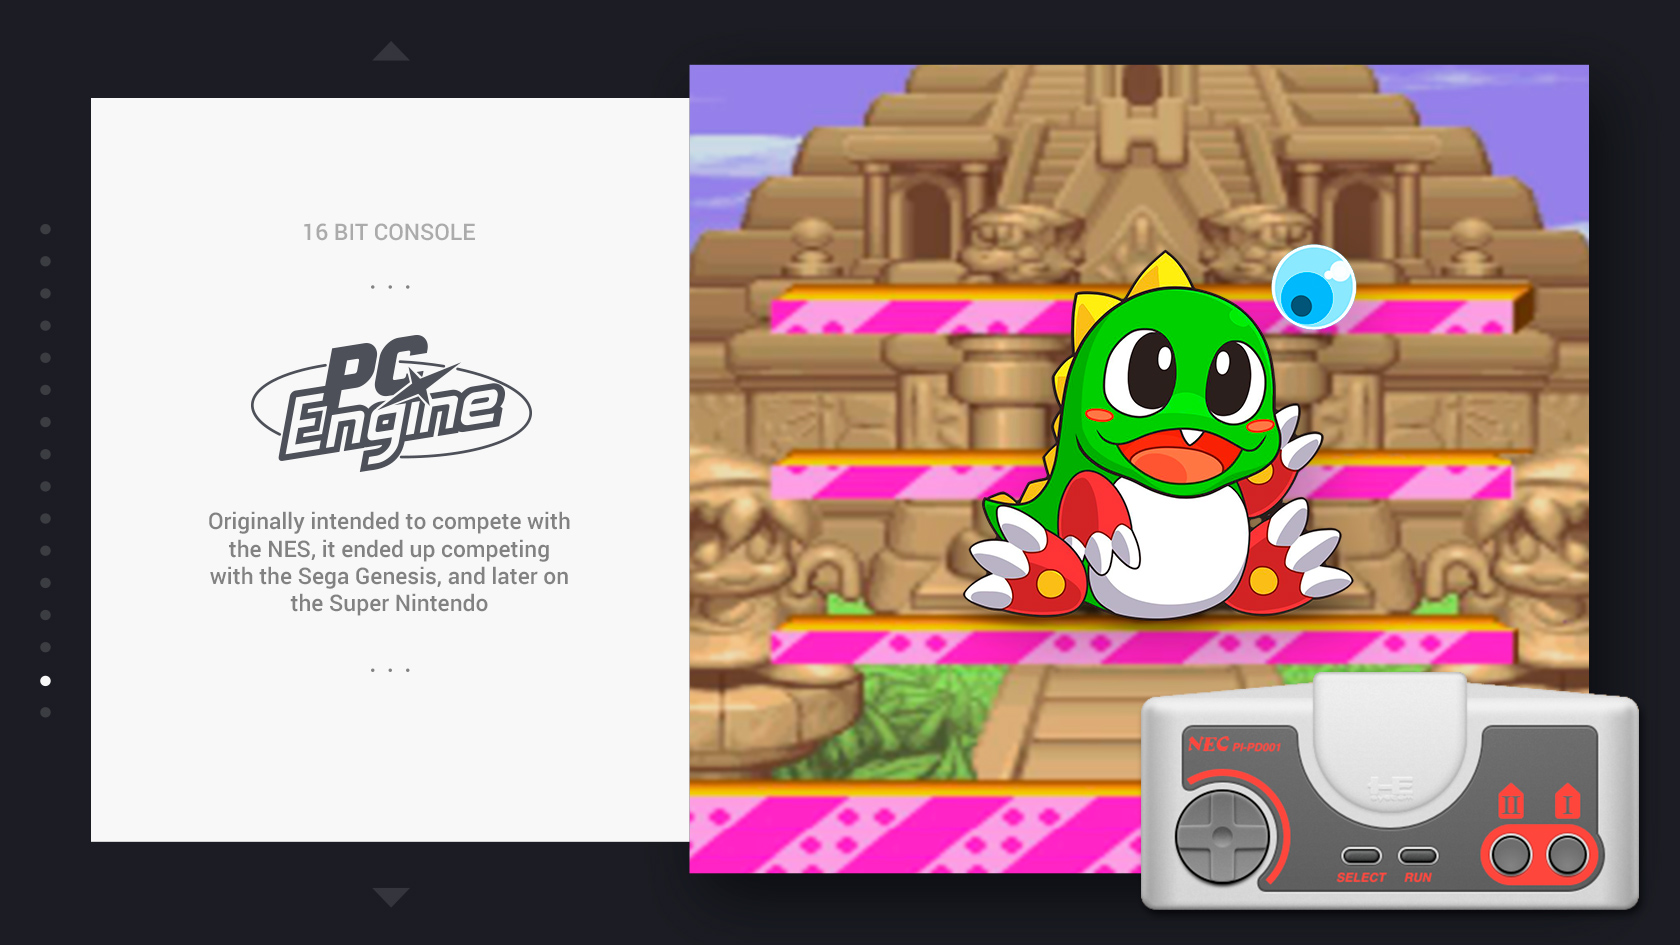 16 BIT CONSOLE
. . .
PC
Engine
Originally intended to compete with
the NES, it ended up competing
with the Sega Genesis, and later on
the Super Nintendo
. . .
NEC PI-PD001
II I
SELECT RUN